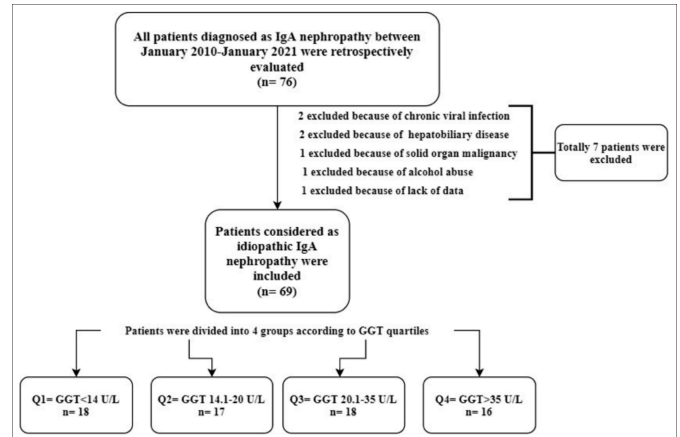 All patients diagnosed as IgA nephropathy between
January 2010-January 2021 were retrospectively
evaluated
(n= 76)
2 excluded because of chronic viral infection
2 excluded because of hepatobiliary disease
1 excluded because of solid organ malignancy
1 excluded because of alcohol abuse
1 excluded because of lack of data
Totally 7 patients were
excluded
Patients considered as
idiopathic IgA
nephropathy were
included
(n= 69)
Patients were divided into 4 groups according to GGT quartiles
Q1= GGT<14 U/L
n= 18
Q2= GGT 14.1-20 U/L
n= 17
Q3= GGT 20.1-35 U/L
n= 18
Q4= GGT>35 U/L
n= 16